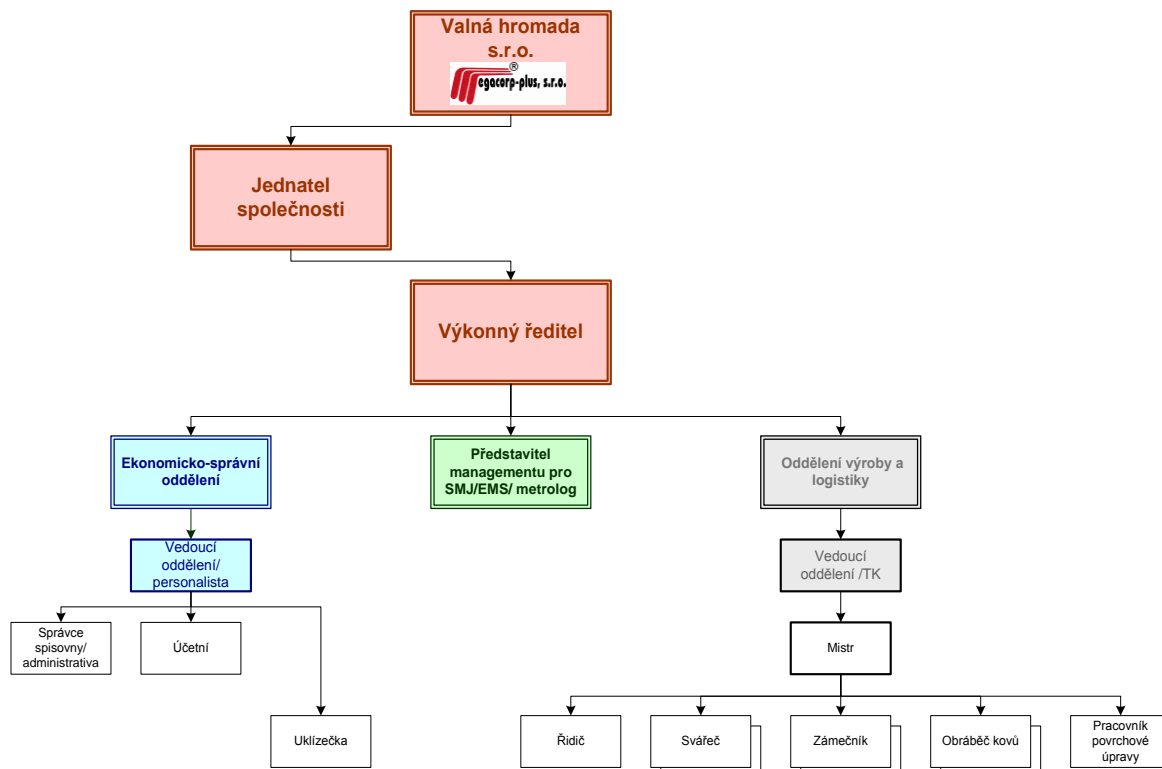 Valná hromada
s.r.o.
®
egacorp-plus, s.r.o.
Jednatel
společnosti
Výkonný ředitel
Ekonomicko-správní
oddělení
Představitel
managementu pro
SMJ/EMS/ metrolog
Oddělení výroby a
logistiky
Vedoucí
oddělení/
personalista
Vedoucí
oddělení /TK
Správce
spisovny/
administrativa
Účetní
Mistr
Uklízečka
Řidič
Svářeč
Zámečník
Obráběč kovů
Pracovník
povrchové
úpravy